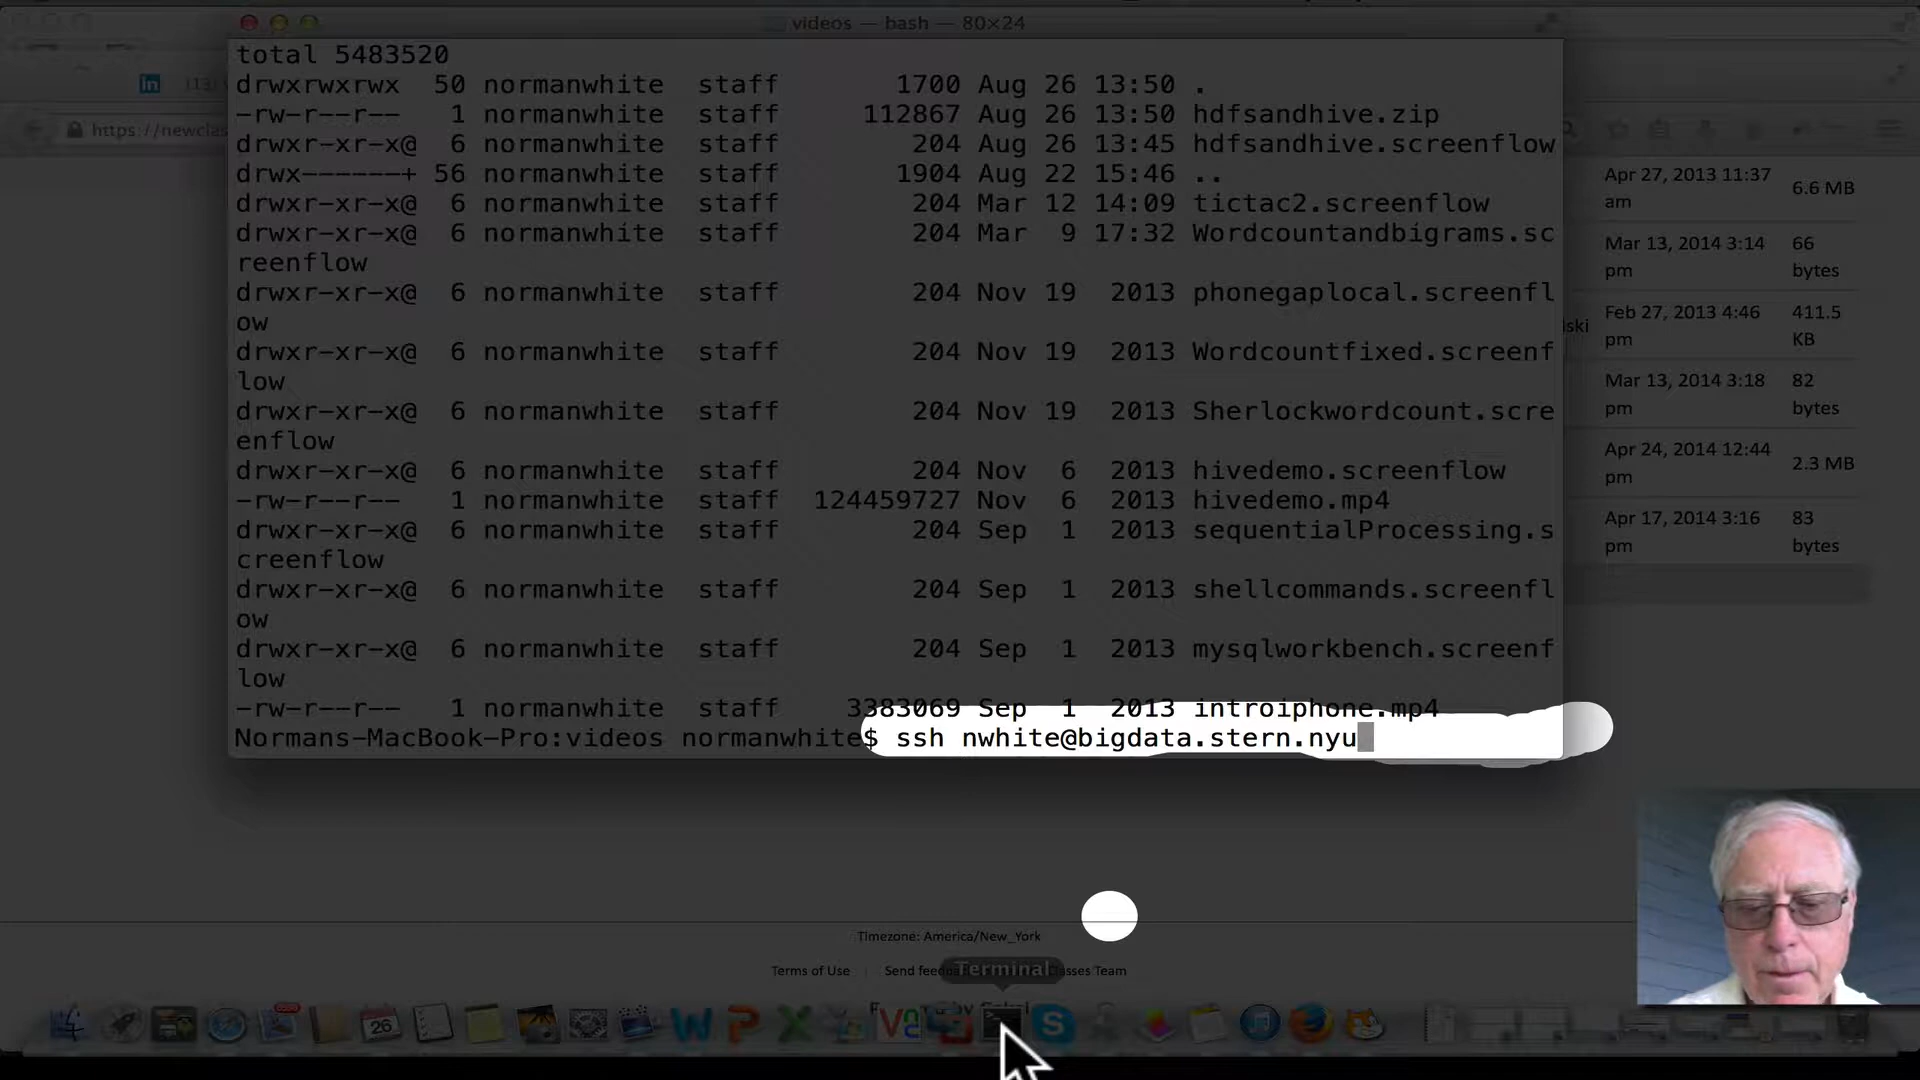 videos — bash — 80×24
total 5483520
drwxrwxrwx 50 normanwhite staff 1700 Aug 26 13:50 .
-rw-r--r-- 1 normanwhite staff 112867 Aug 26 13:50 hdfsandhive.zip
drwxr-xr-x@ 6 normanwhite staff 204 Aug 26 13:45 hdfsandhive.screenflow
drwx------+ 56 normanwhite staff 1904 Aug 22 15:46 ..
drwxr-xr-x@ 6 normanwhite staff 204 Mar 12 14:09 tictac2.screenflow
drwxr-xr-x@ 6 normanwhite staff 204 Mar 9 17:32 Wordcountandbigrams.sc
reenflow
drwxr-xr-x@ 6 normanwhite staff 204 Nov 19 2013 phonegaplocal.screenfl
ow
drwxr-xr-x@ 6 normanwhite staff 204 Nov 19 2013 Wordcountfixed.screenf
low
drwxr-xr-x@ 6 normanwhite staff 204 Nov 19 2013 Sherlockwordcount.scre
enflow
drwxr-xr-x@ 6 normanwhite staff 204 Nov 6 2013 hivedemo.screenflow
-rw-r--r-- 1 normanwhite staff 124459727 Nov 6 2013 hivedemo.mp4
drwxr-xr-x@ 6 normanwhite staff 204 Sep 1 2013 sequentialProcessing.s
creenflow
drwxr-xr-x@ 6 normanwhite staff 204 Sep 1 2013 shellcommands.screenfl
ow
drwxr-xr-x@ 6 normanwhite staff 204 Sep 1 2013 mysqlworkbench.screenf
low
-rw-r--r-- 1 normanwhite staff 3383069 Sep 1 2013 introiphone.mp4
Normans-MacBook-Pro:videos normanwhite$ ssh nwhite@bigdata.stern.nyu
in (13)
https://newclas
Apr 27, 2013 11:37
am
6.6 MB
Mar 13, 2014 3:14
pm
66
bytes
ski
Feb 27, 2013 4:46
pm
411.5
KB
Mar 13, 2014 3:18
pm
82
bytes
Apr 24, 2014 12:44
pm
2.3 MB
Apr 17, 2014 3:16
pm
83
bytes
Timezone: America/New_York
Terms of Use
Send
Team
Terminal
26